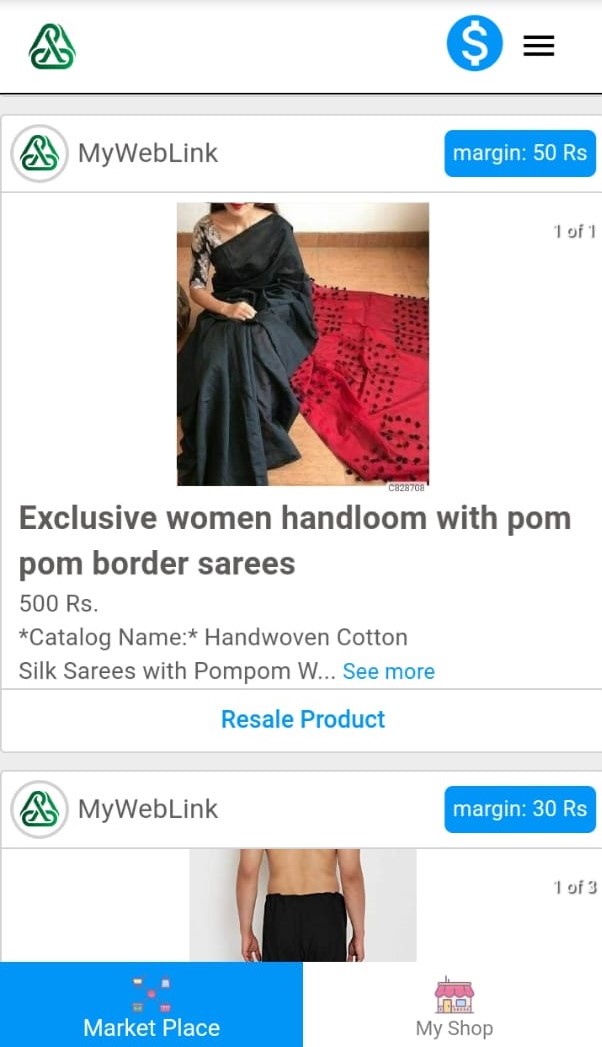 MyWebLink
margin: 50 Rs
1 of 1
C828708
Exclusive women handloom with pom
pom border sarees
500 Rs.
*Catalog Name:* Handwoven Cotton
Silk Sarees with Pompom W... See more
Resale Product
MyWebLink
margin: 30 Rs
1 of 3
Market Place
My Shop